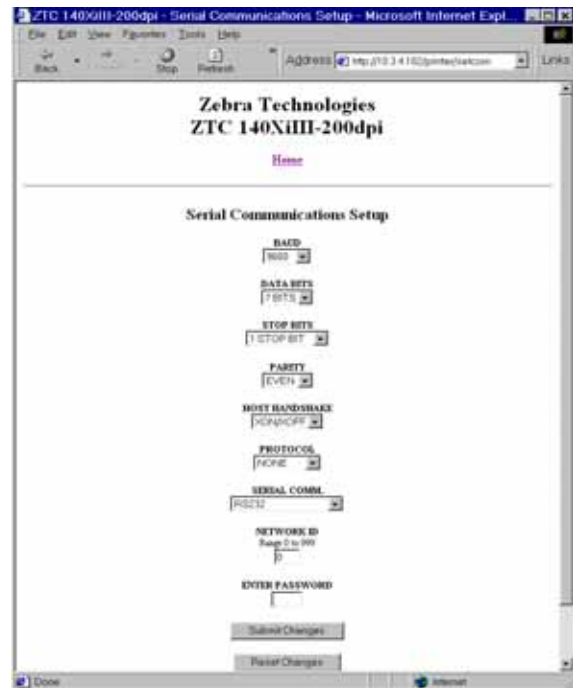 ZTC 140XiIII-200dpi - Serial Communications Setup - Microsoft Internet Expl...
File Edit View Favorites Tools Help
Back Stop Refresh Address Links
Zebra Technologies
ZTC 140XiIII-200dpi
Home
Serial Communications Setup
BAUD
9600
DATA BITS
7 BITS
STOP BITS
1 STOP BIT
PARITY
EVEN
HOST HANDSHAKE
XON/XOFF
PROTOCOL
NONE
SERIAL COMM.
RS232
NETWORK ID
Range 0 to 999
0
ENTER PASSWORD
Submit Changes
Reset Changes
Done Internet